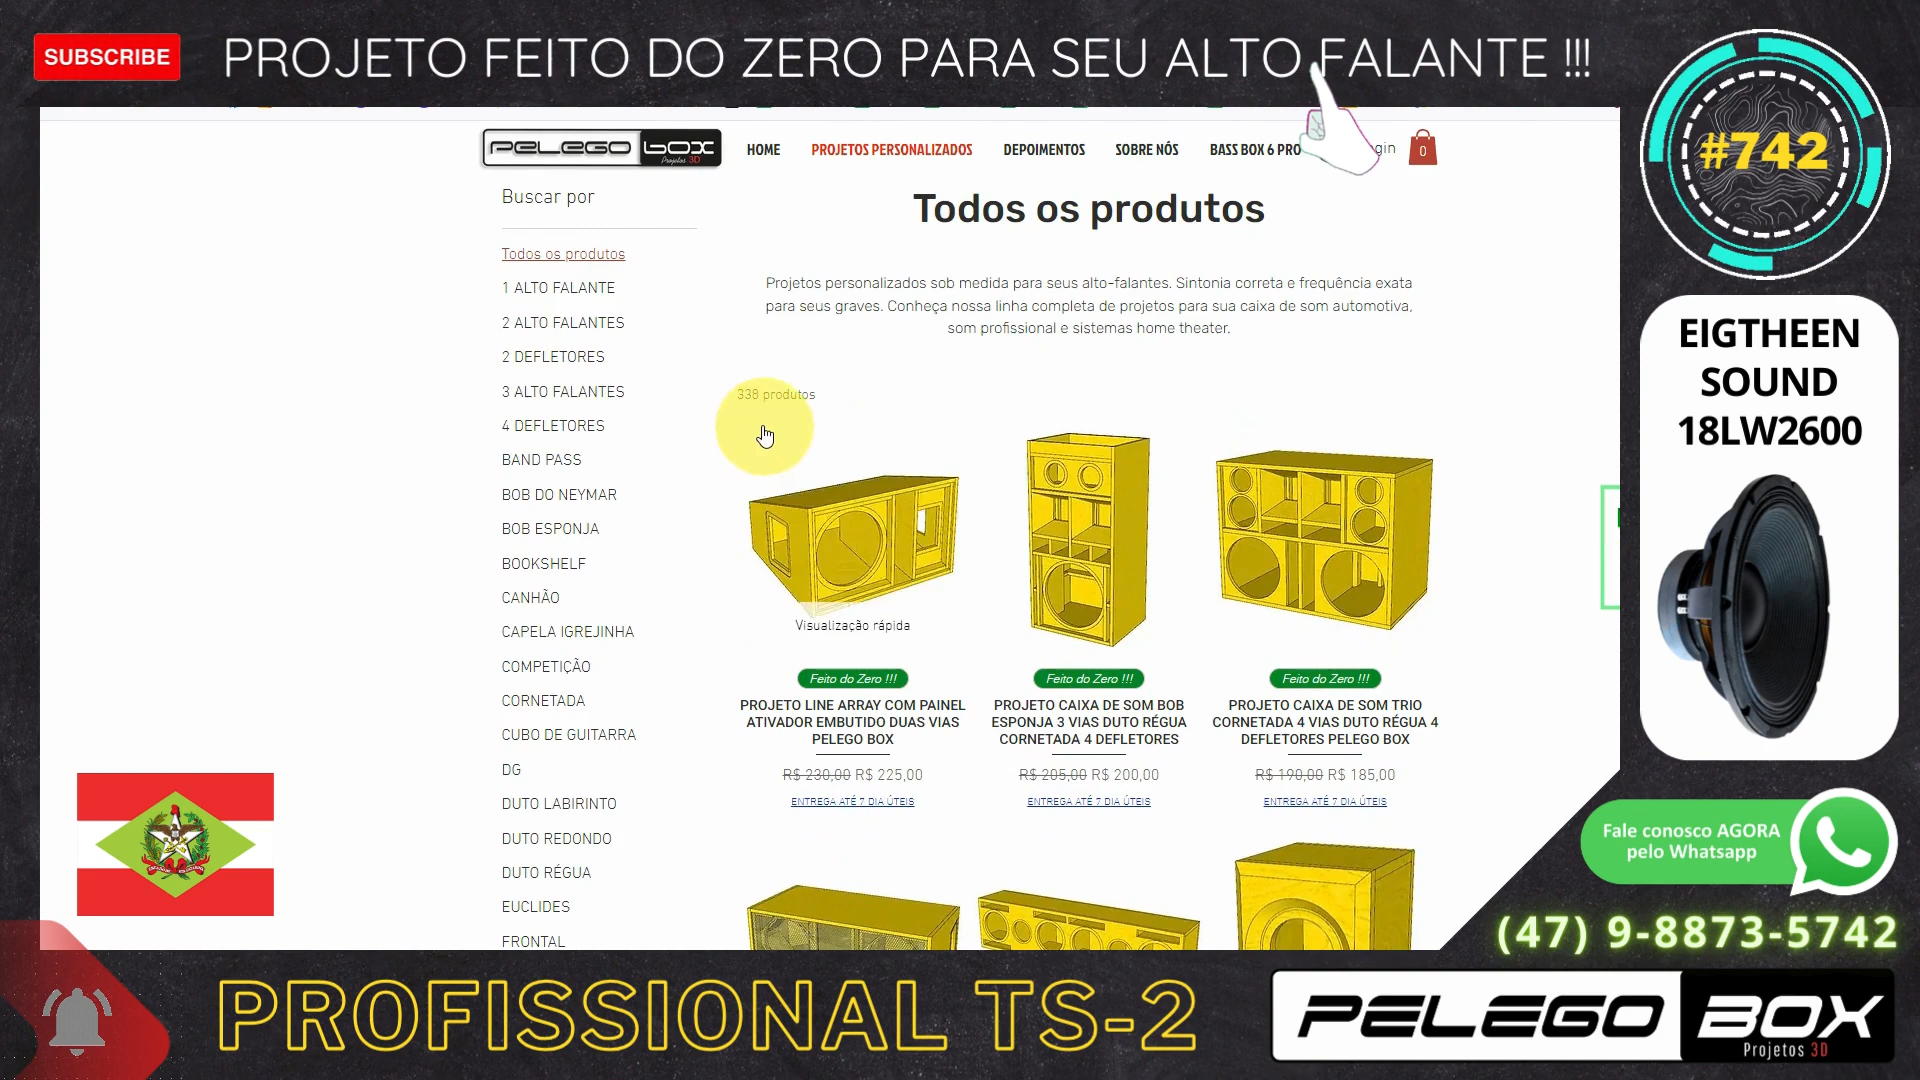 SUBSCRIBE
PROJETO FEITO DO ZERO PARA SEU ALTO FALANTE !!!
#742
PELEGO BOX
Projetos 3D
HOME
PROJETOS PERSONALIZADOS
DEPOIMENTOS
SOBRE NÓS
BASS BOX 6 PRO
gin
0
Buscar por
Todos os produtos
1 ALTO FALANTE
2 ALTO FALANTES
2 DEFLETORES
3 ALTO FALANTES
4 DEFLETORES
BAND PASS
BOB DO NEYMAR
BOB ESPONJA
BOOKSHELF
CANHÃO
CAPELA IGREJINHA
COMPETIÇÃO
CORNETADA
CUBO DE GUITARRA
DG
DUTO LABIRINTO
DUTO REDONDO
DUTO RÉGUA
EUCLIDES
FRONTAL
Todos os produtos
Projetos personalizados sob medida para seus alto-falantes. Sintonia correta e frequência exata
para seus graves. Conheça nossa linha completa de projetos para sua caixa de som automotiva,
som profissional e sistemas home theater.
338 produtos
Visualização rápida
Feito do Zero !!!
PROJETO LINE ARRAY COM PAINEL
ATIVADOR EMBUTIDO DUAS VIAS
PELEGO BOX
R$ 230,00 R$ 225,00
ENTREGA ATÉ 7 DIA ÚTEIS
Feito do Zero !!!
PROJETO CAIXA DE SOM BOB
ESPONJA 3 VIAS DUTO RÉGUA
CORNETADA 4 DEFLETORES
R$ 205,00 R$ 200,00
ENTREGA ATÉ 7 DIA ÚTEIS
Feito do Zero !!!
PROJETO CAIXA DE SOM TRIO
CORNETADA 4 VIAS DUTO RÉGUA 4
DEFLETORES PELEGO BOX
R$ 190,00 R$ 185,00
ENTREGA ATÉ 7 DIA ÚTEIS
EIGTHEEN
SOUND
18LW2600
Fale conosco AGORA
pelo Whatsapp
(47) 9-8873-5742
PROFISSIONAL TS-2
PELEGO BOX
Projetos 3D